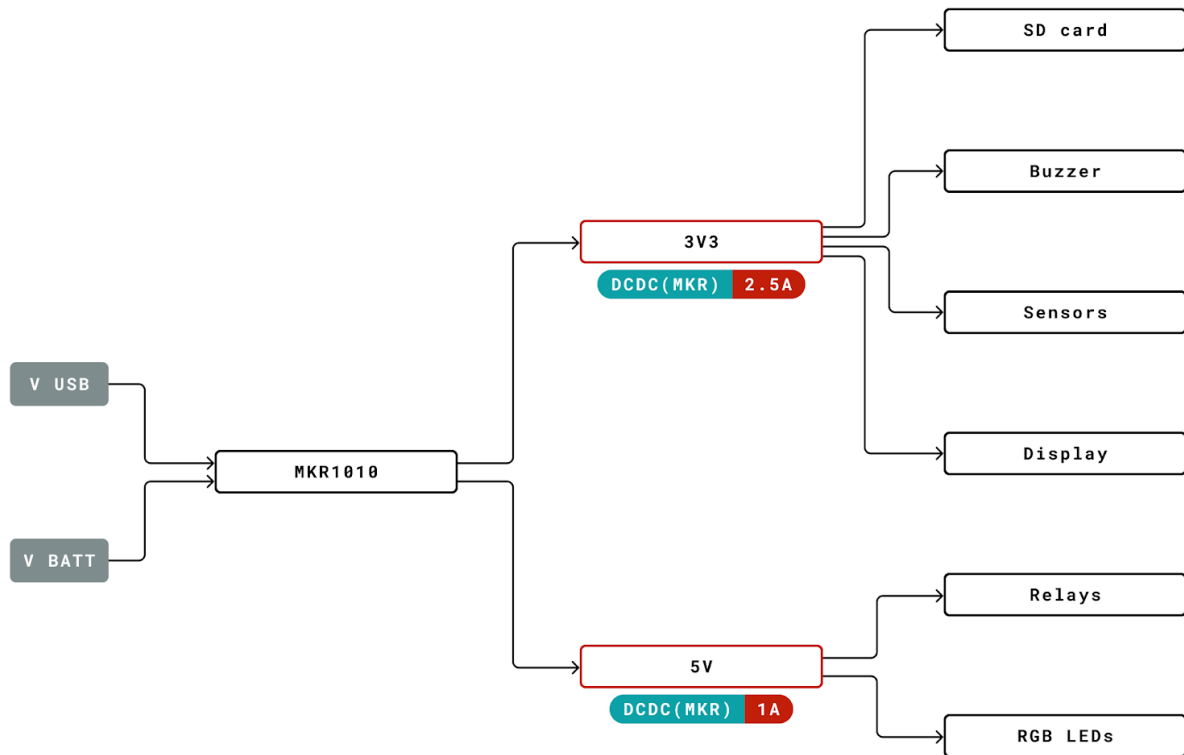 SD card
Buzzer
3V3
DCDC(MKR) 2.5A
Sensors
V USB
MKR1010
Display
V BATT
Relays
5V
DCDC(MKR) 1A
RGB LEDs